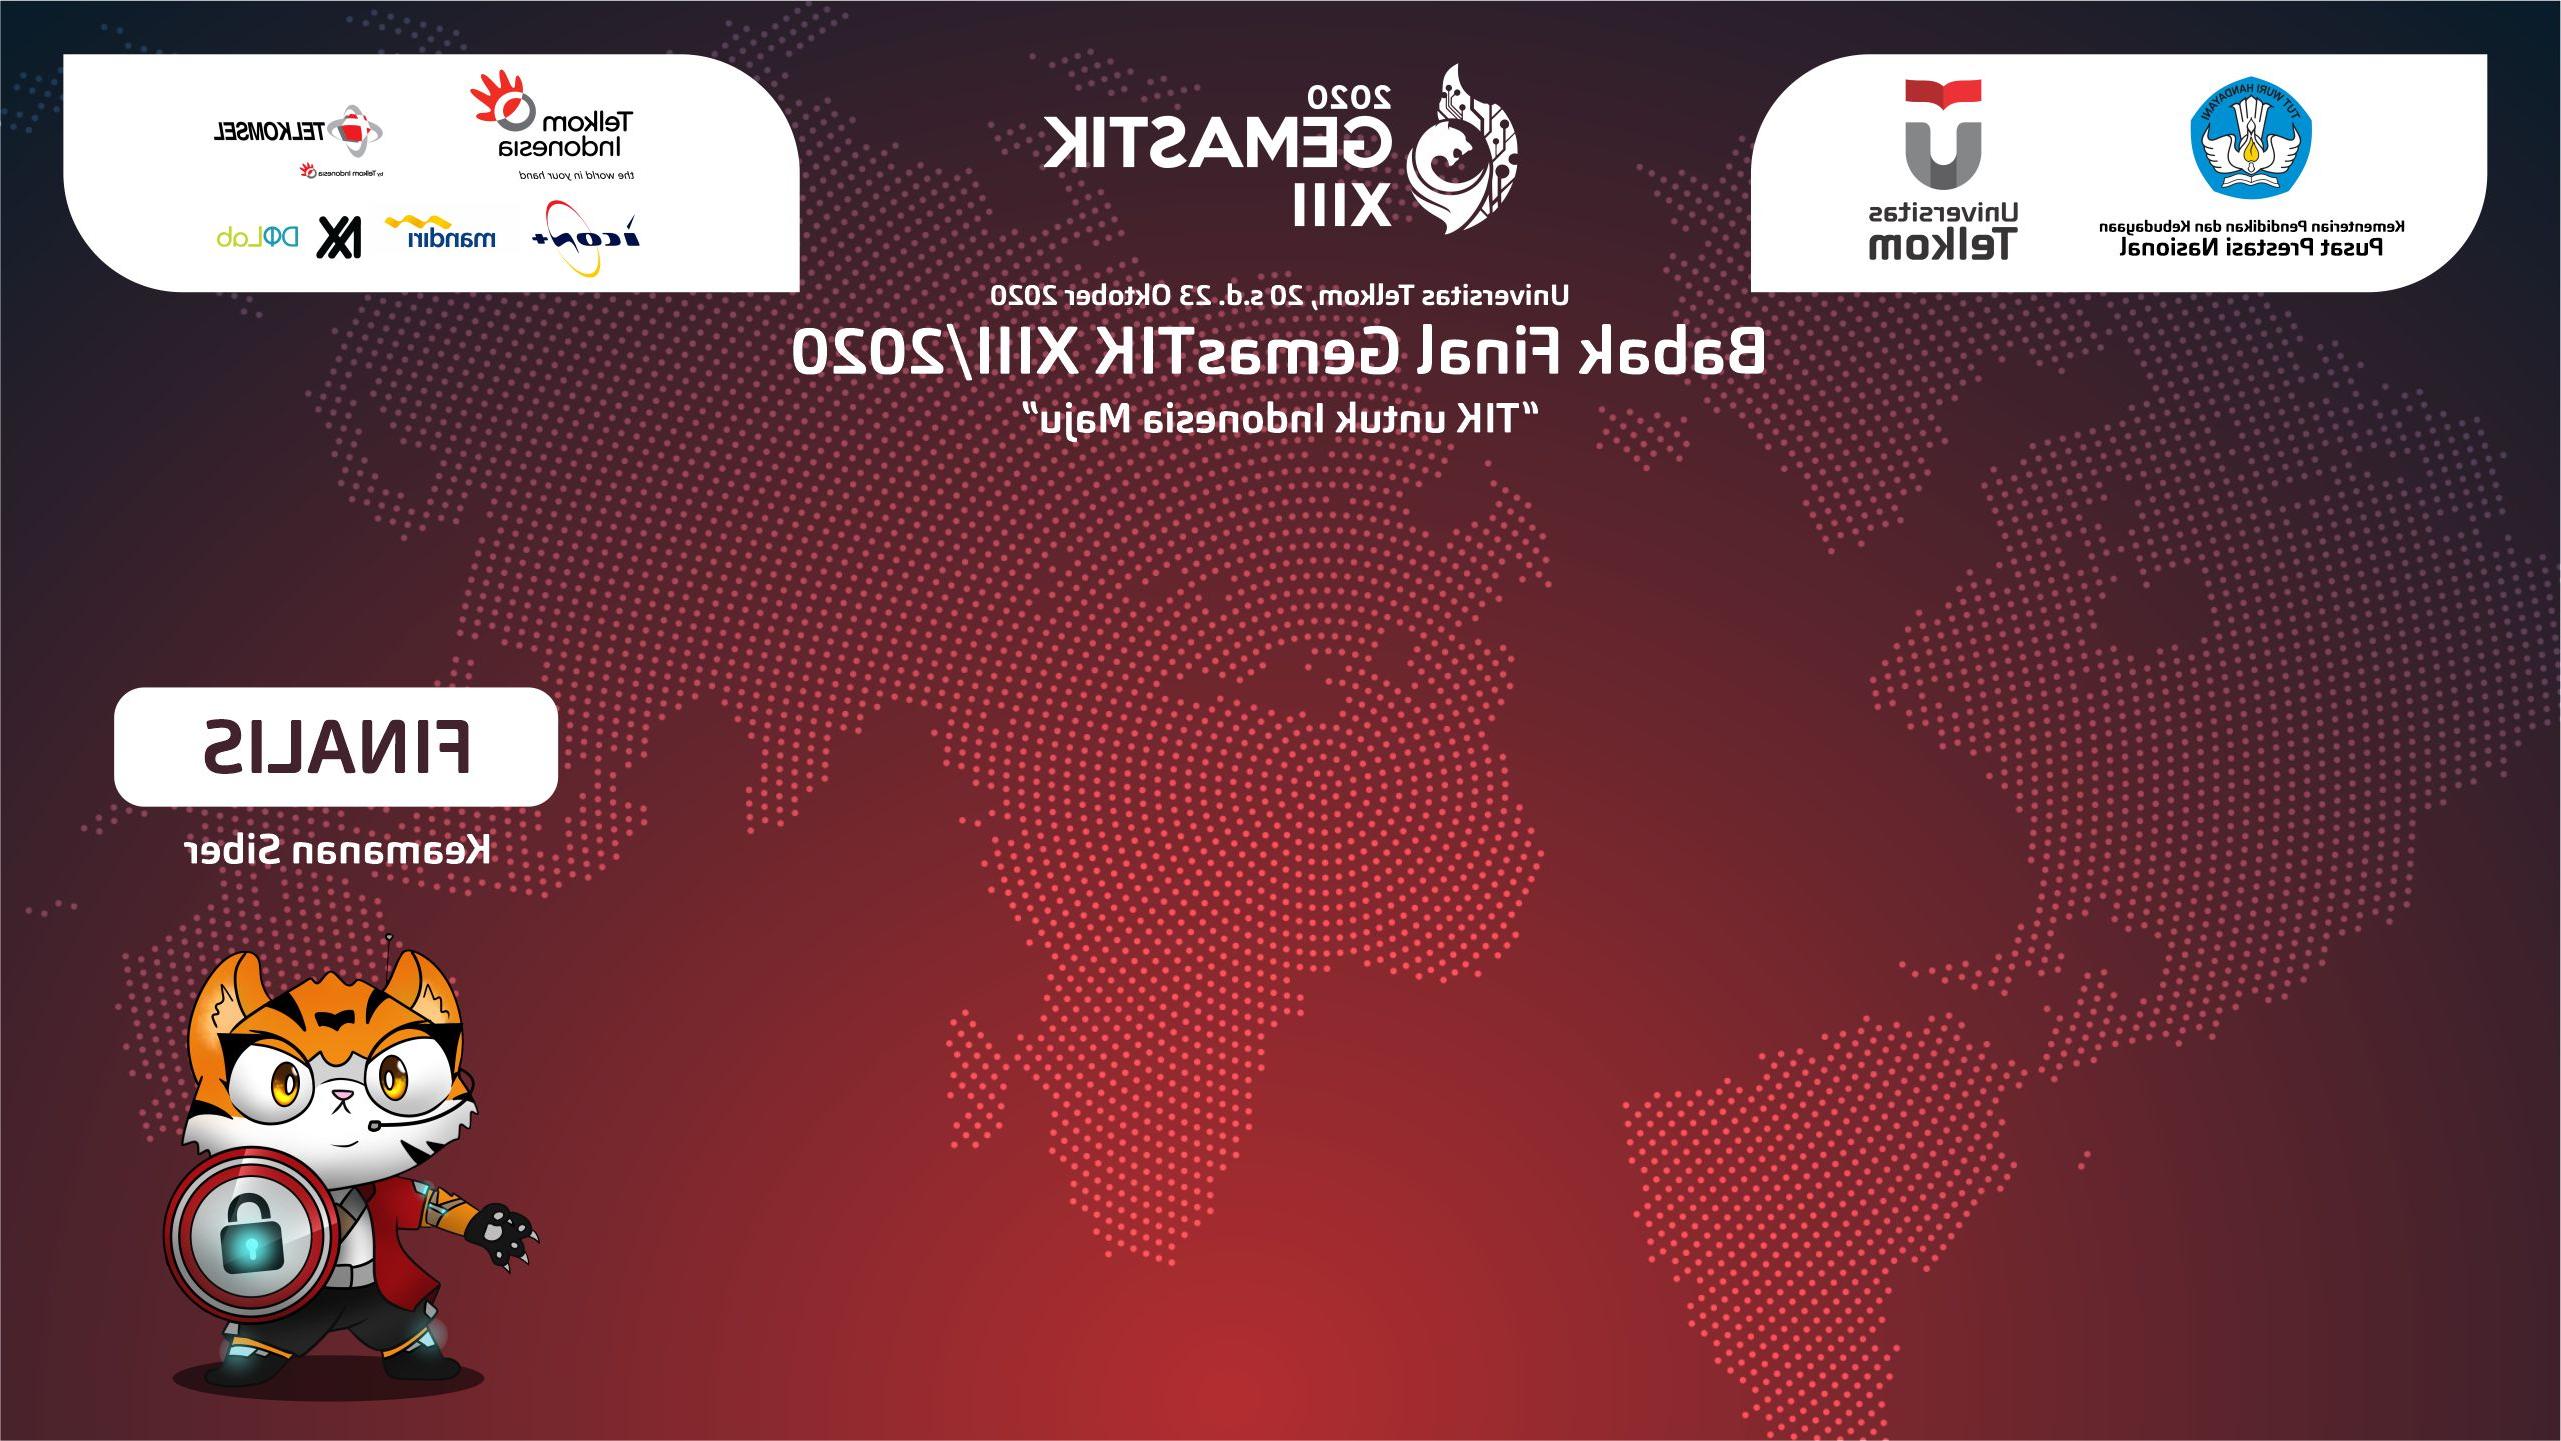 TUT WURI HANDAYANI
Kementerian Pendidikan dan Kebudayaan
Pusat Prestasi Nasional
Universitas
Telkom
2020
GEMASTIK
XIII
Telkom
Indonesia
the world in your hand
TELKOMSEL
by Telkom Indonesia
icon+
mandiri
NX
DΦLab
Universitas Telkom, 20 s.d. 23 Oktober 2020
Babak Final GemasTIK XIII/2020
“TIK untuk Indonesia Maju”
FINALIS
Keamanan Siber